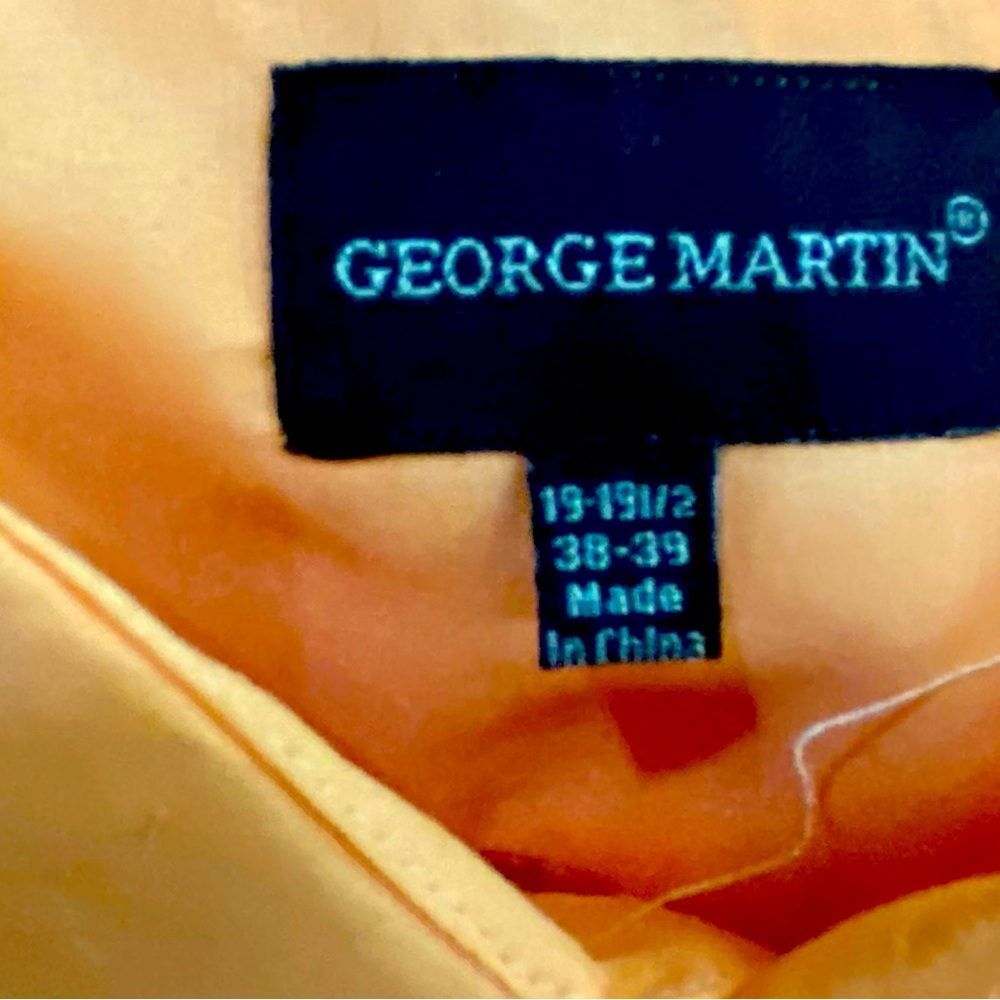 GEORGE MARTIN®
19-191/2
38-39
Made
In China